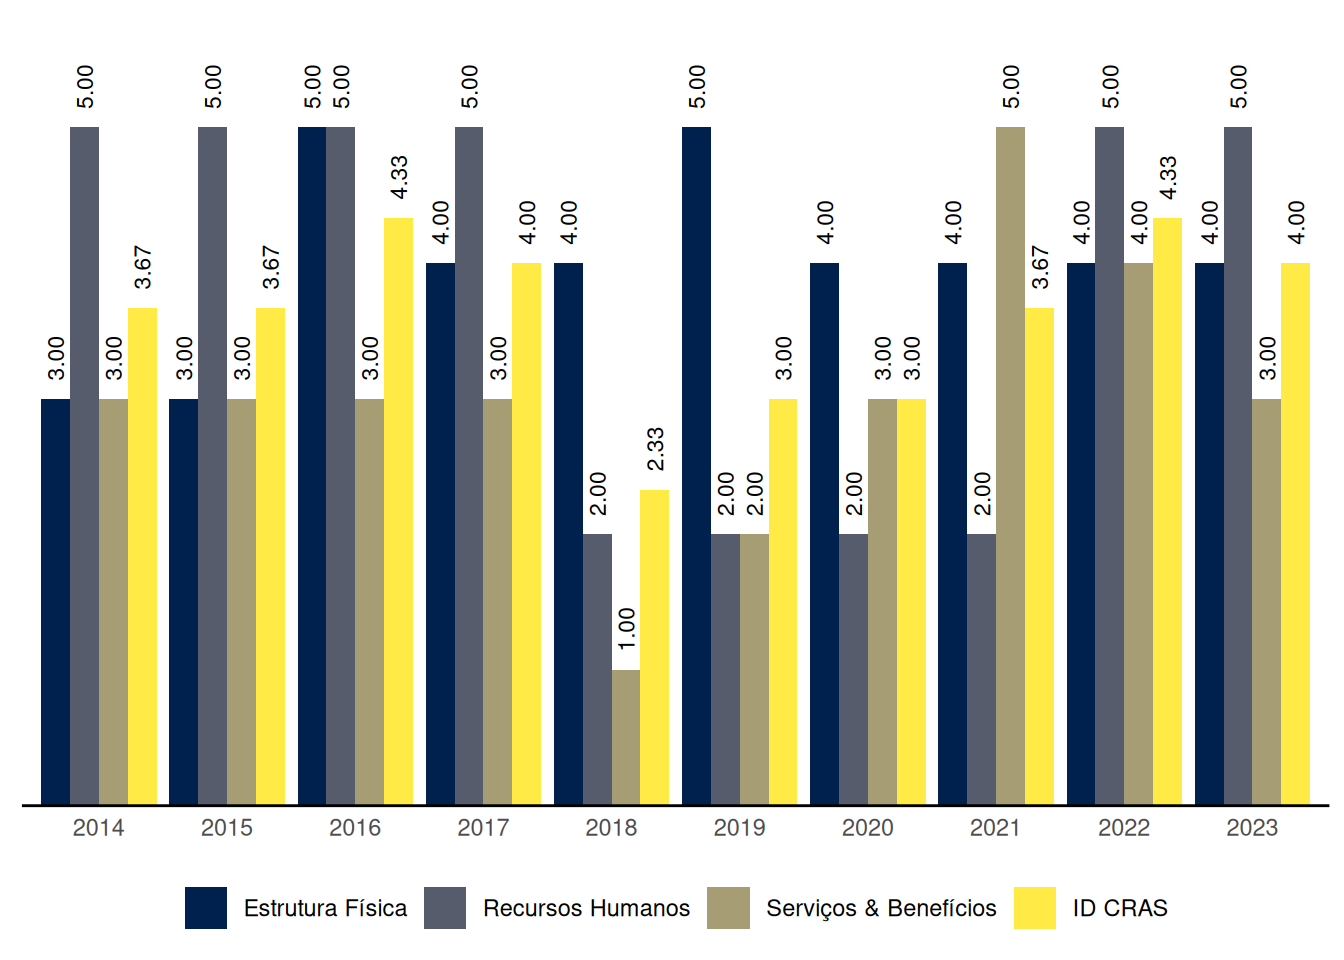 3.00 5.00 3.00 3.67
3.00 5.00 3.00 3.67
5.00 5.00 3.00 4.33
4.00 5.00 3.00 4.00
4.00 2.00 1.00 2.33
5.00 2.00 2.00 3.00
4.00 2.00 3.00 3.00
4.00 2.00 5.00 3.67
4.00 5.00 4.00 4.33
4.00 5.00 3.00 4.00
2014 2015 2016 2017 2018 2019 2020 2021 2022 2023
Estrutura Física Recursos Humanos Serviços & Benefícios ID CRAS